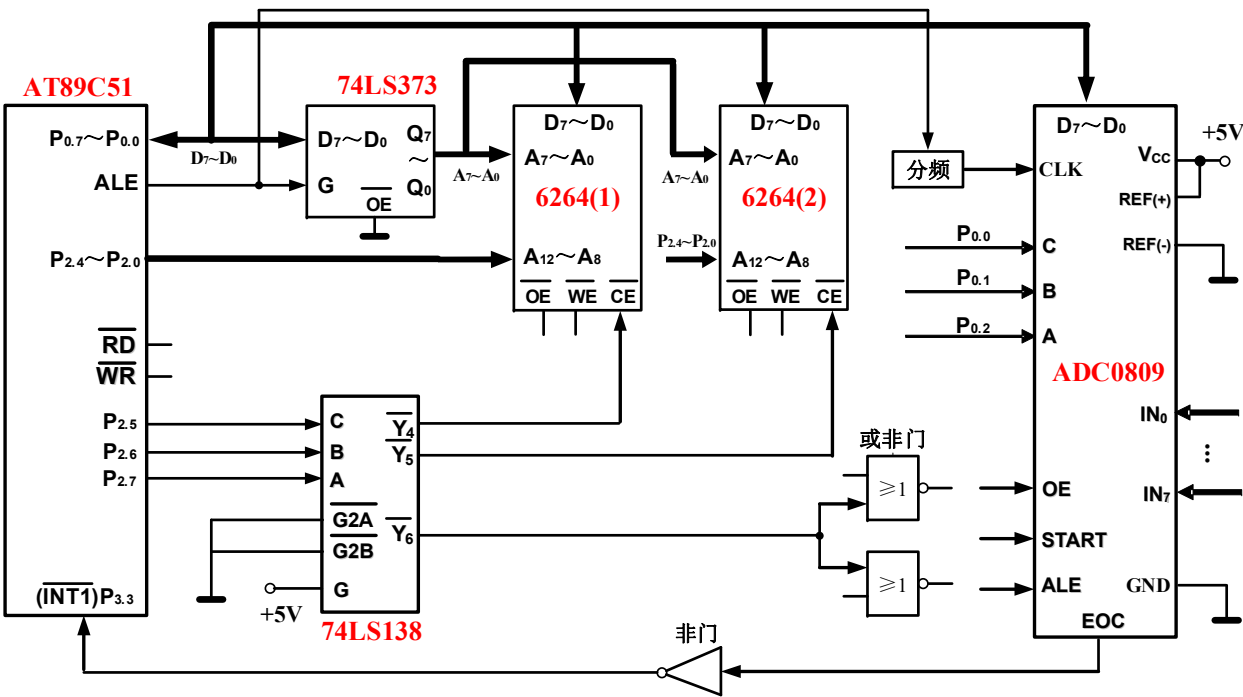 AT89C51
P0.7～P0.0
D7~D0
ALE
P2.4～P2.0
RD
WR
P2.5
P2.6
P2.7
(INT1)P3.3
74LS373
D7～D0
Q7
～
Q0
G
OE
A7~A0
D7～D0
A7～A0
6264(1)
A12～A8
OE WE CE
A7~A0
P2.4~P2.0
D7～D0
A7～A0
6264(2)
A12～A8
OE WE CE
C
B
A
G2A
G2B
G
Y4
Y5
Y6
+5V
74LS138
分频
或非门
≥1
≥1
非门
P0.0
P0.1
P0.2
D7～D0
CLK
C
B
A
ADC0809
OE
START
ALE
EOC
VCC
REF(+)
REF(-)
IN0
⋮
IN7
GND
+5V